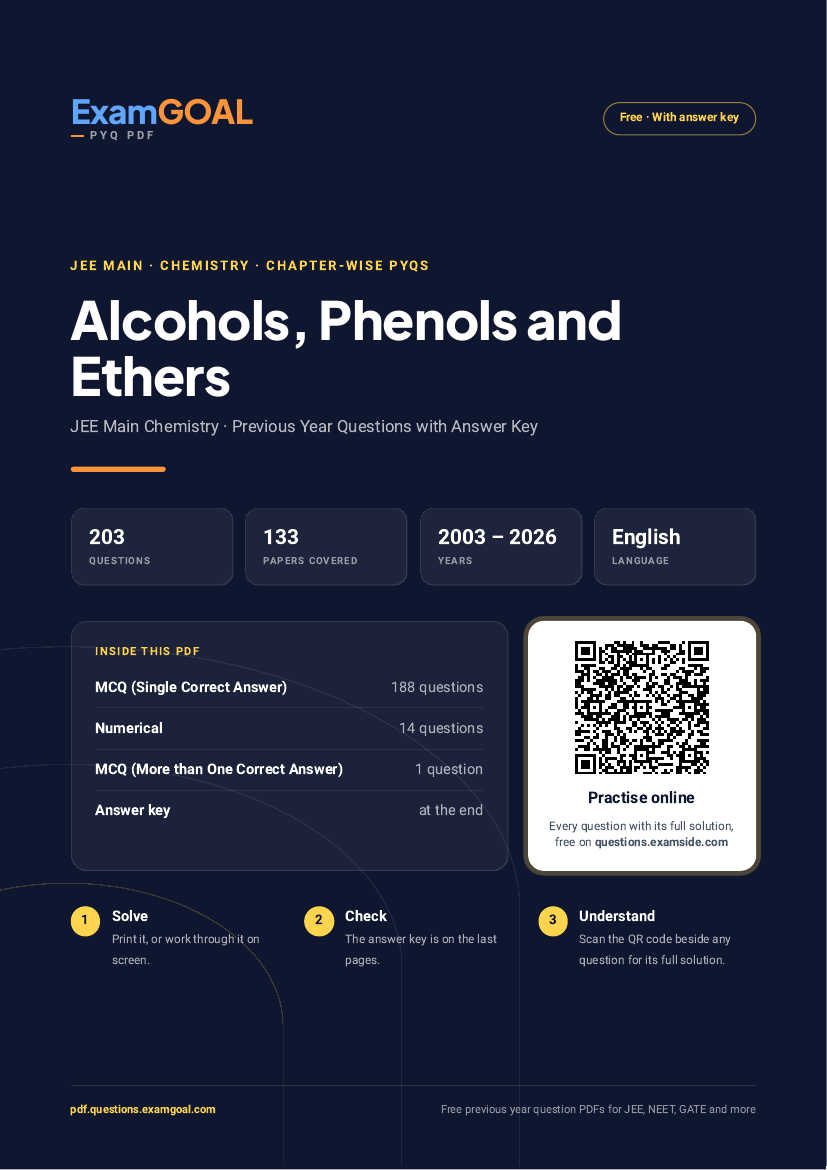 ExamGOAL
PYQ PDF
Free · With answer key
JEE MAIN · CHEMISTRY · CHAPTER-WISE PYQS
Alcohols, Phenols and
Ethers
JEE Main Chemistry · Previous Year Questions with Answer Key
203
QUESTIONS
133
PAPERS COVERED
2003 – 2026
YEARS
English
LANGUAGE
INSIDE THIS PDF
MCQ (Single Correct Answer) 188 questions
Numerical 14 questions
MCQ (More than One Correct Answer) 1 question
Answer key at the end
Practise online
Every question with its full solution,
free on questions.examside.com
1 Solve
Print it, or work through it on
screen.
2 Check
The answer key is on the last
pages.
3 Understand
Scan the QR code beside any
question for its full solution.
pdf.questions.examgoal.com
Free previous year question PDFs for JEE, NEET, GATE and more